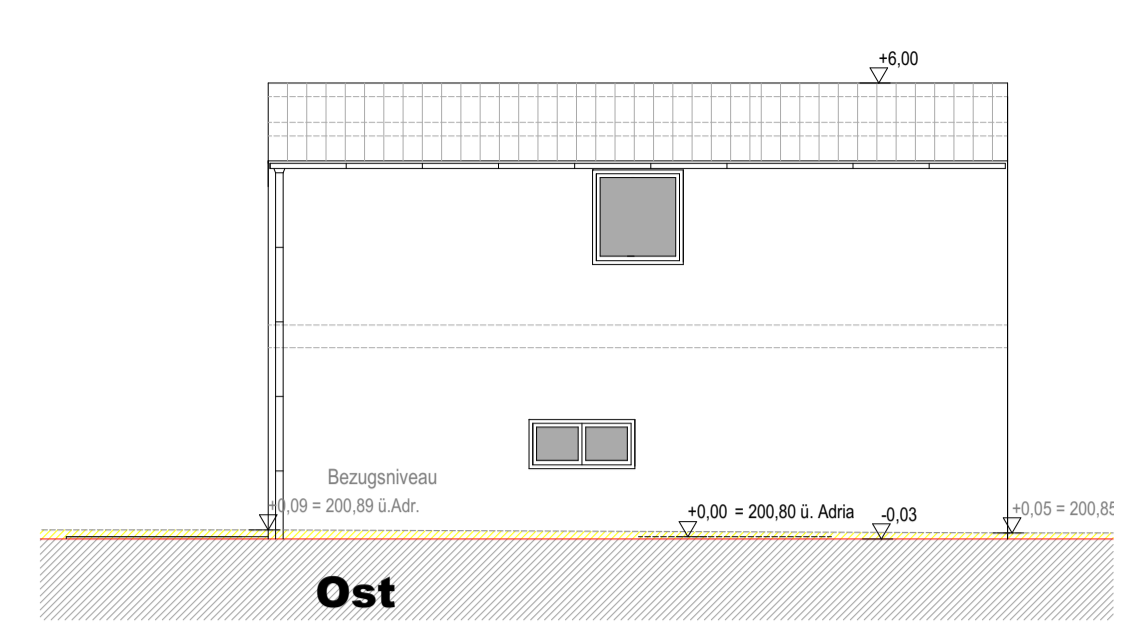 +6,00
Bezugsniveau
+0,09 = 200,89 ü.Adr.
+0,00 = 200,80 ü. Adria
-0,03
+0,05 = 200,85
Ost